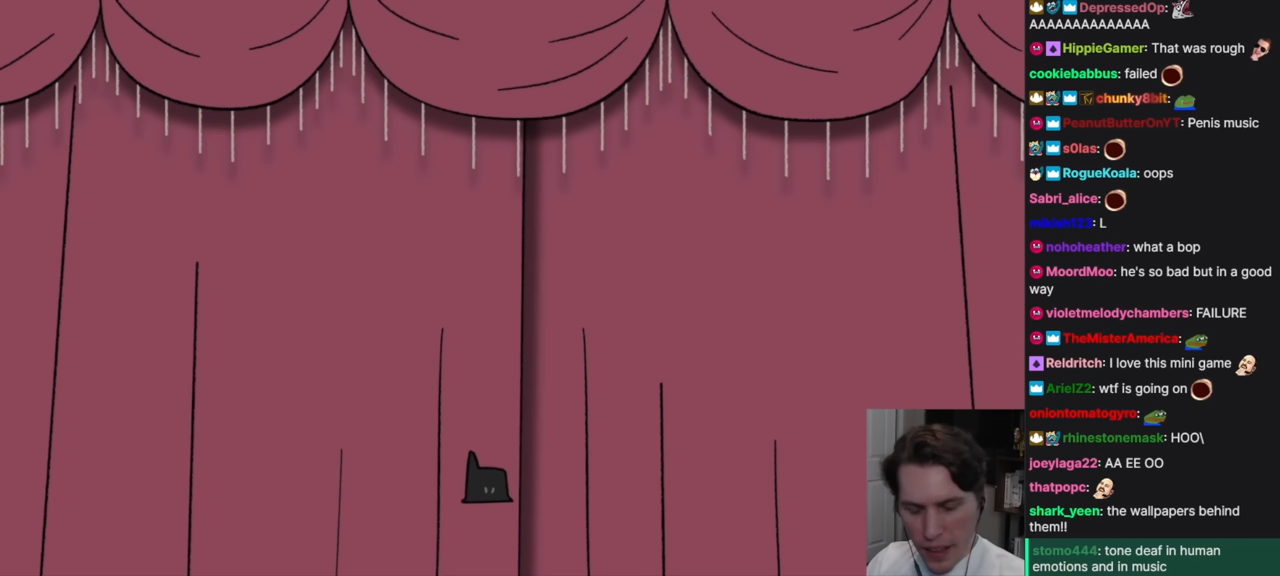 DepressedOp:
AAAAAAAAAAAAAA
HippieGamer: That was rough
cookiebabbus: failed
chunky8bit:
PeanutButterOnYT: Penis music
s0las:
RogueKoala: oops
Sabri_alice:
mikish123: L
nohoheather: what a bop
MoordMoo: he's so bad but in a good
way
violetmelodychambers: FAILURE
TheMisterAmerica:
Reldritch: I love this mini game
ArielZ2: wtf is going on
oniontomatogyro:
rhinestonemask: HOO\
joeylaga22: AA EE OO
thatpopc:
shark_yeen: the wallpapers behind
them!!
stomo444: tone deaf in human
emotions and in music